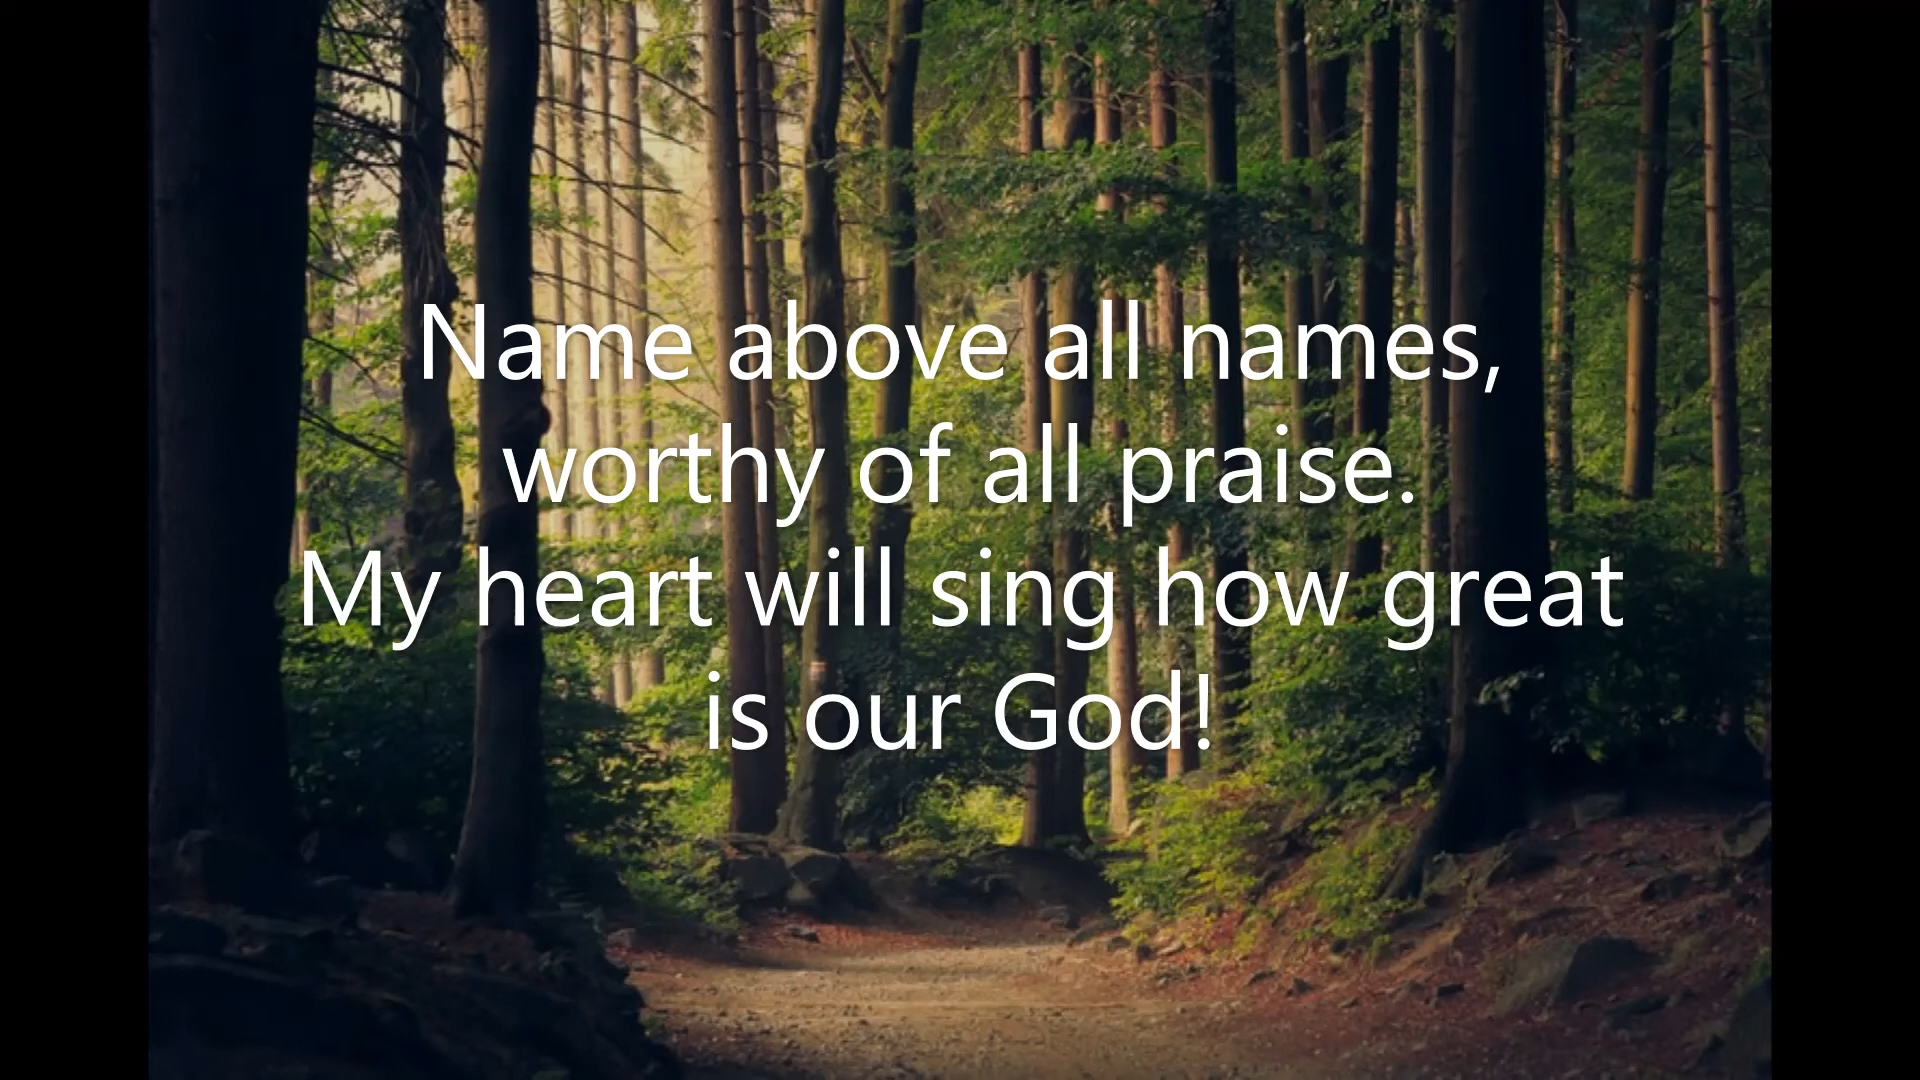 Name above all names,
worthy of all praise.
My heart will sing how great
is our God!